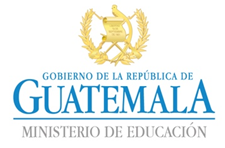 GOBIERNO DE LA REPÚBLICA DE
GUATEMALA
MINISTERIO DE EDUCACIÓN